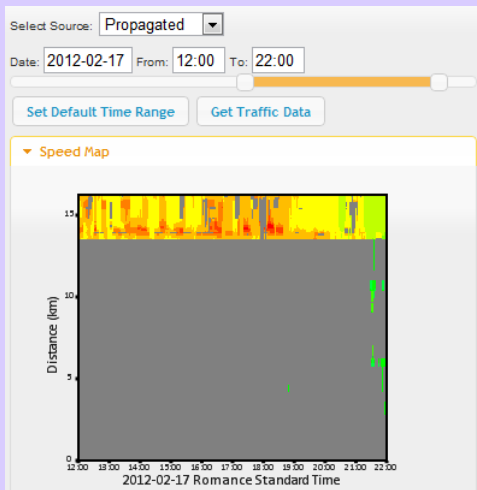 Select Source: Propagated
Date: 2012-02-17 From: 12:00 To: 22:00
Set Default Time Range Get Traffic Data
Speed Map
15
10
5
0
Distance (km)
12:00 13:00 14:00 15:00 16:00 17:00 18:00 19:00 20:00 21:00 22:00
2012-02-17 Romance Standard Time